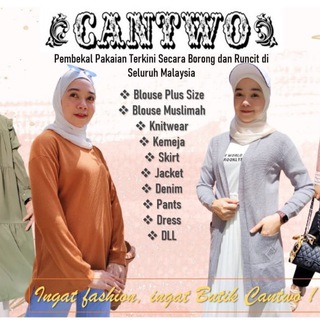 CANTWO
Pembekal Pakaian Terkini Secara Borong dan Runcit di
Seluruh Malaysia
❖ Blouse Plus Size
❖ Blouse Muslimah
❖ Knitwear
❖ Kemeja
❖ Skirt
❖ Jacket
❖ Denim
❖ Pants
❖ Dress
❖ DLL
Ingat fashion, ingat Butik Cantwo !